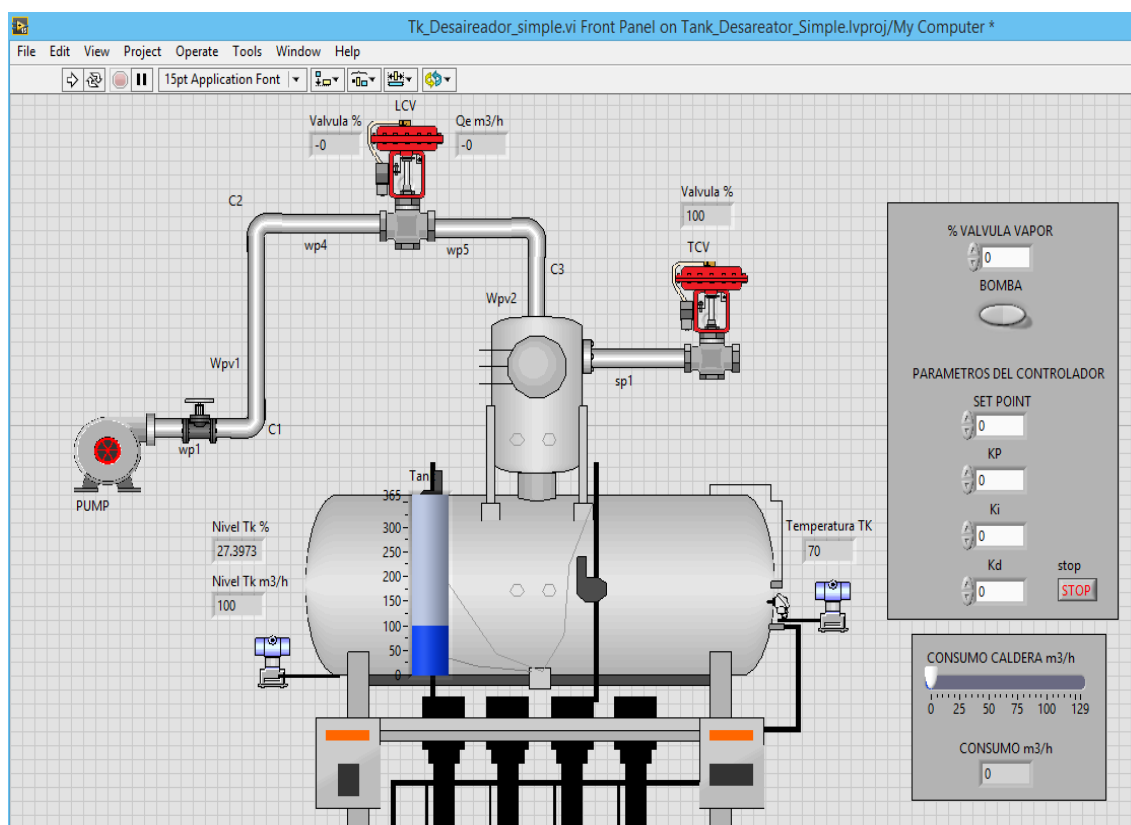 Tk_Desaireador_simple.vi Front Panel on Tank_Desareator_Simple.lvproj/My Computer *
File Edit View Project Operate Tools Window Help
15pt Application Font
LCV
Valvula %
-0
Qe m3/h
-0
C2
wp4
wp5
C3
Wpv2
Valvula %
100
TCV
sp1
Wpv1
C1
wp1
PUMP
% VALVULA VAPOR
0
BOMBA
PARAMETROS DEL CONTROLADOR
SET POINT
0
KP
0
Ki
0
Kd
0
stop
STOP
Tan
365
300
250
200
150
100
50
0
Nivel Tk %
27.3973
Nivel Tk m3/h
100
Temperatura TK
70
CONSUMO CALDERA m3/h
0 25 50 75 100 129
CONSUMO m3/h
0